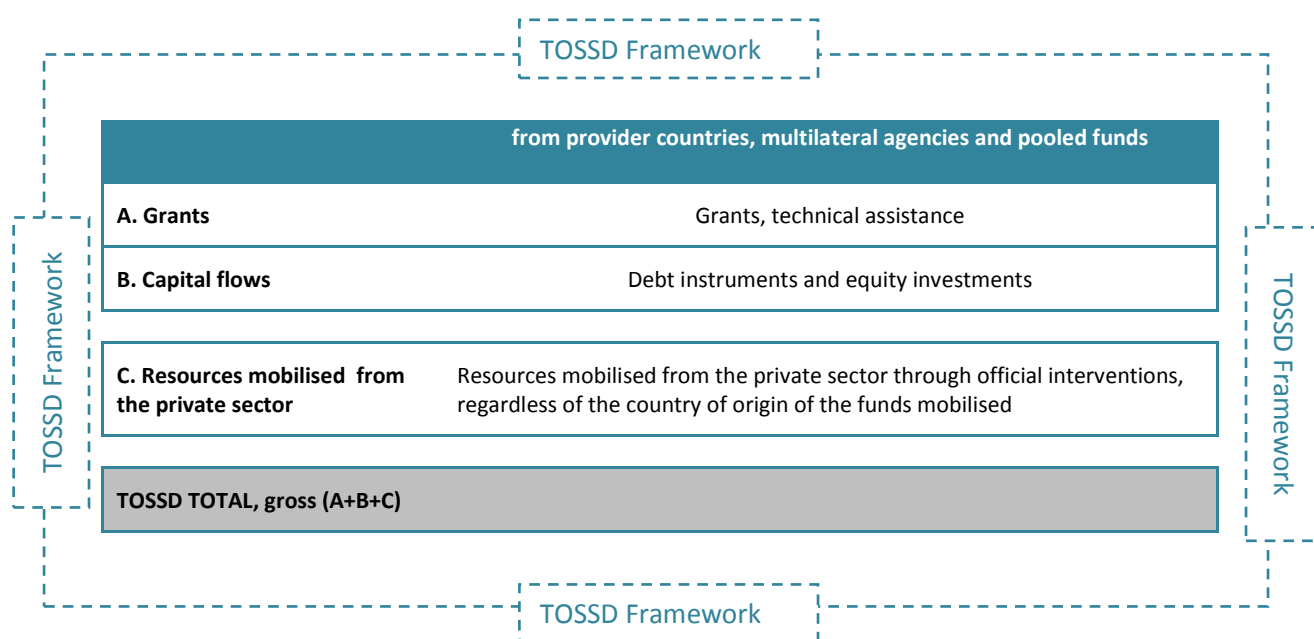 TOSSD Framework
from provider countries, multilateral agencies and pooled funds
A. Grants
Grants, technical assistance
B. Capital flows
Debt instruments and equity investments
C. Resources mobilised from
the private sector
Resources mobilised from the private sector through official interventions,
regardless of the country of origin of the funds mobilised
TOSSD TOTAL, gross (A+B+C)
TOSSD Framework
TOSSD Framework
TOSSD Framework